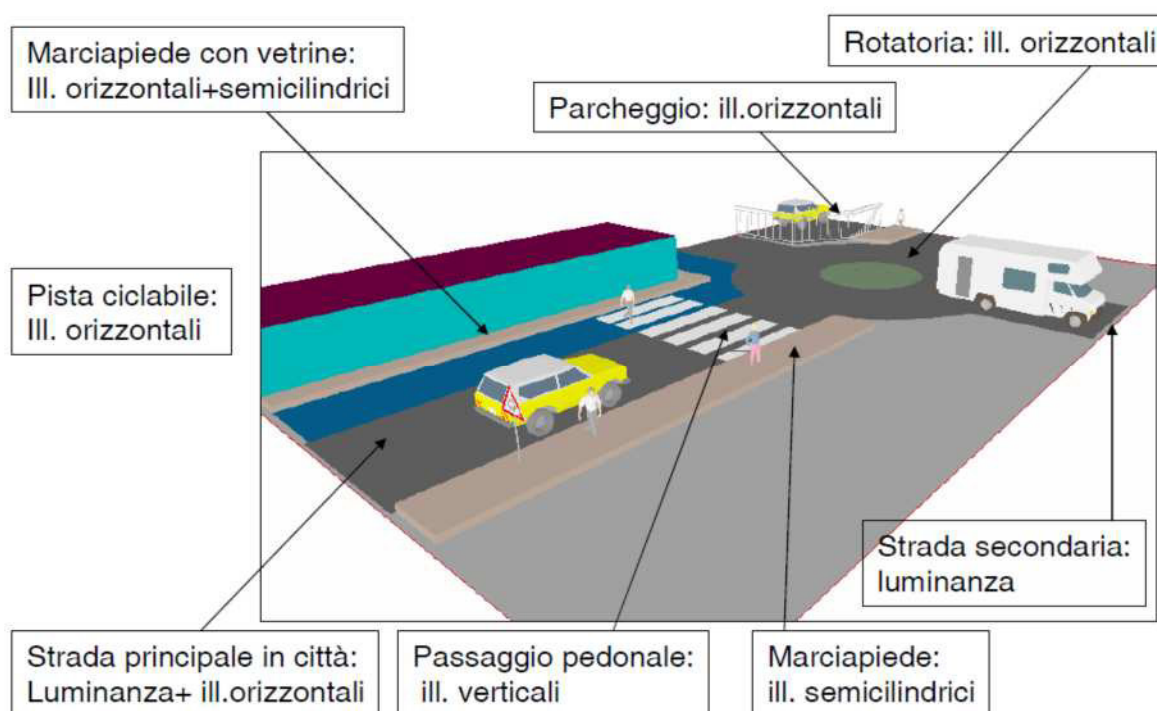 Marciapiede con vetrine:
Ill. orizzontali+semicilindrici
Rotatoria: ill. orizzontali
Parcheggio: ill.orizzontali
Pista ciclabile:
Ill. orizzontali
Strada secondaria:
luminanza
Strada principale in città:
Luminanza+ ill.orizzontali
Passaggio pedonale:
ill. verticali
Marciapiede:
ill. semicilindrici